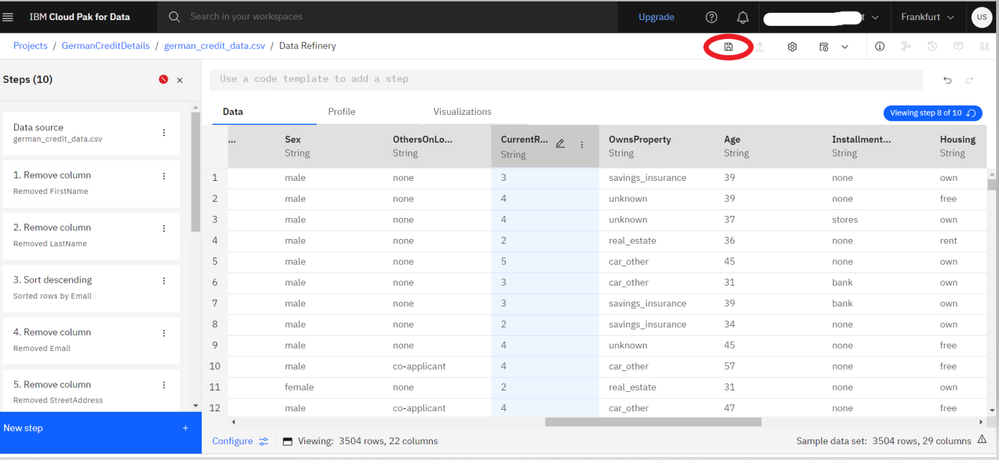 IBM Cloud Pak for Data
Search in your workspaces
Upgrade
t
Frankfurt
US
Projects / GermanCreditDetails / german_credit_data.csv / Data Refinery
Steps (10)
Data source
german_credit_data.csv
1. Remove column
Removed FirstName
2. Remove column
Removed LastName
3. Sort descending
Sorted rows by Email
4. Remove column
Removed Email
5. Remove column
Removed StreetAddress
New step +
Use a code template to add a step
Data Profile Visualizations
Viewing step 8 of 10
... Sex OthersOnLo... CurrentR... OwnsProperty Age Installment... Housing
String String String String String String String
1 male none 3 savings_insurance 39 none own
2 male none 4 unknown 39 none free
3 male none 4 unknown 37 stores own
4 male none 2 real_estate 36 none rent
5 male none 5 car_other 45 none own
6 male none 3 car_other 31 bank own
7 male none 3 savings_insurance 39 bank own
8 male none 2 savings_insurance 34 none own
9 male none 4 unknown 45 none free
10 male co-applicant 4 car_other 57 none free
11 female none 2 real_estate 31 none own
12 male co-applicant 4 car_other 47 none free
Configure Viewing: 3504 rows, 22 columns Sample data set: 3504 rows, 29 columns